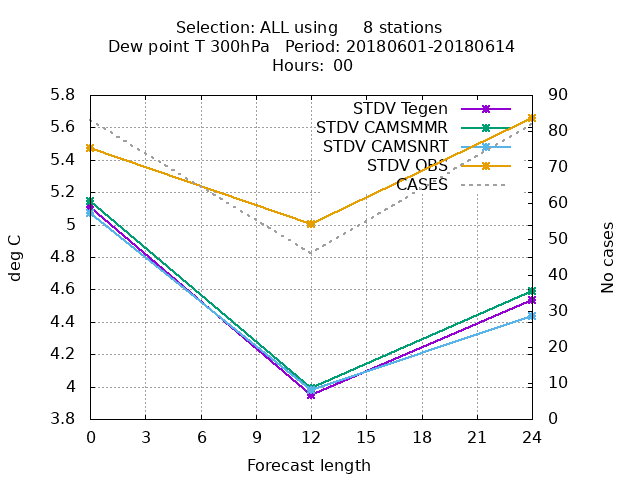 Selection: ALL using     8 stations
Dew point T 300hPa   Period: 20180601-20180614
Hours:  00
STDV Tegen
STDV CAMSMMR
STDV CAMSNRT
STDV OBS
CASES
5.8
5.6
5.4
5.2
5
4.8
4.6
4.4
4.2
4
3.8
deg C
90
80
70
60
50
40
30
20
10
0
No cases
0 3 6 9 12 15 18 21 24
Forecast length